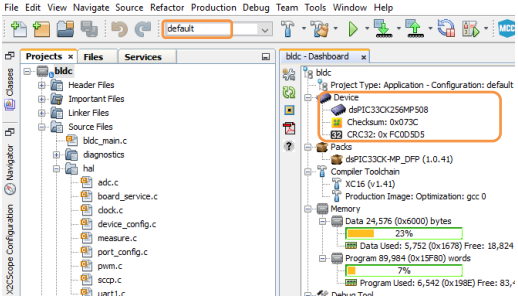 File Edit View Navigate Source Refactor Production Debug Team Tools Window Help
default
MCC
Projects × Files Services
bldc - Dashboard ×
Classes
Navigator
X2CScope Configuration
bldc
Header Files
Important Files
Linker Files
Source Files
bldc_main.c
diagnostics
hal
adc.c
board_service.c
clock.c
device_config.c
measure.c
port_config.c
pwm.c
sccp.c
uart1.c
bldc
Project Type: Application - Configuration: default
Device
dsPIC33CK256MP508
Checksum: 0x073C
CRC32: 0x FC0D5D5
Packs
dsPIC33CK-MP_DFP (1.0.41)
Compiler Toolchain
XC16 (v1.41)
Production Image: Optimization: gcc 0
Memory
Data 24,576 (0x6000) bytes
23%
Data Used: 5,752 (0x1678) Free: 18,824
Program 89,984 (0x15F80) words
7%
Program Used: 6,542 (0x198E) Free: 83,4
Debug Tool